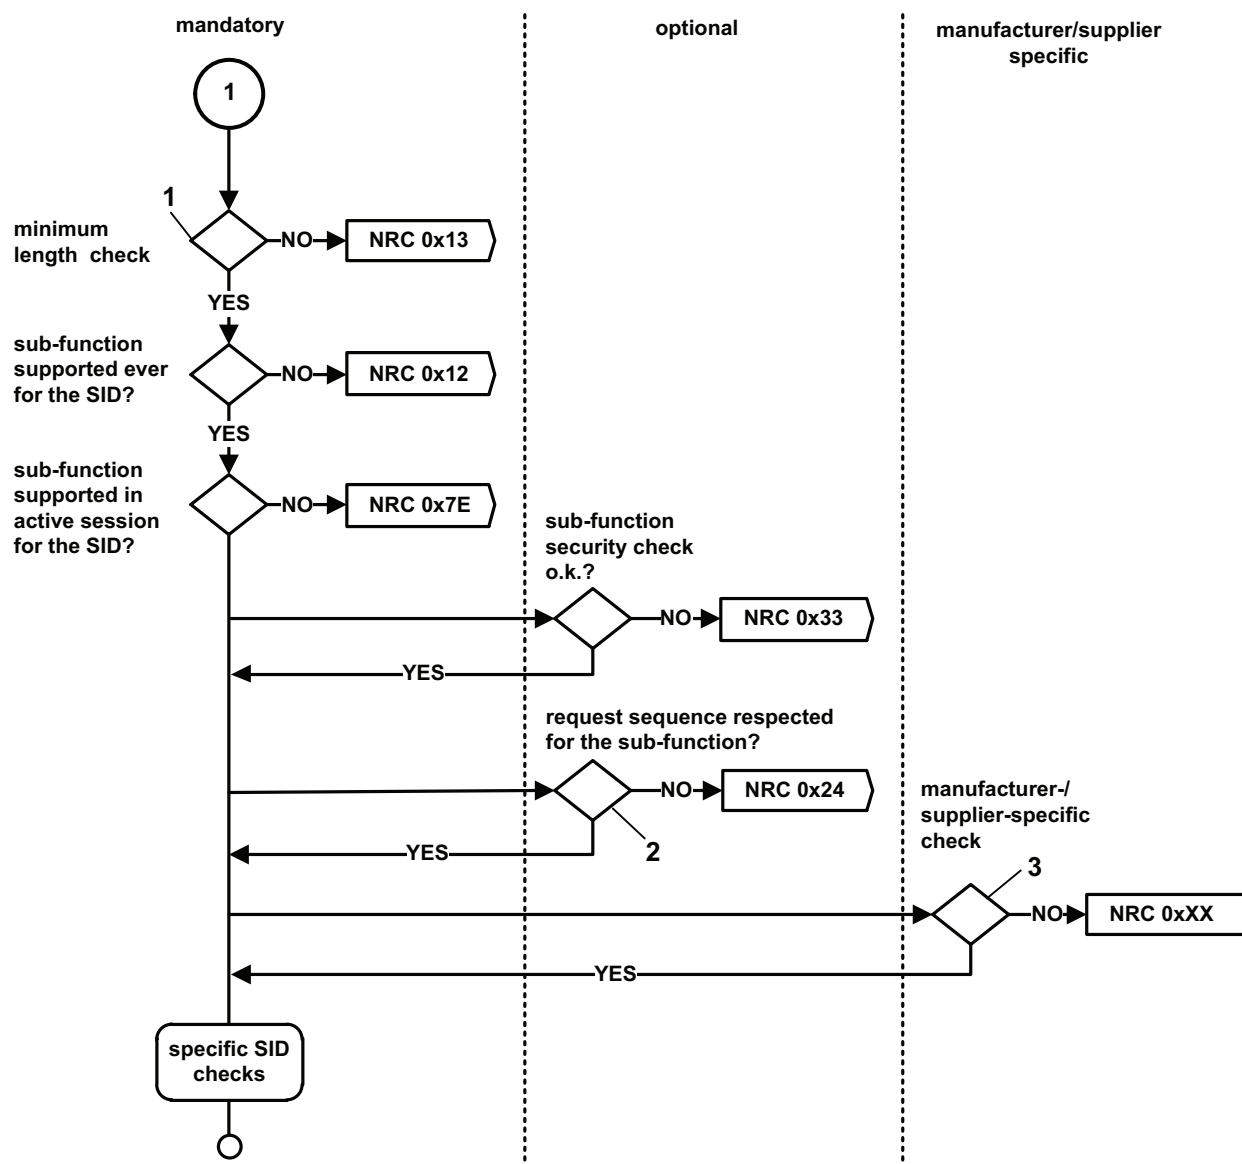 mandatory
optional
manufacturer/supplier
specific
1
1
minimum
length check
NO
NRC 0x13
YES
sub-function
supported ever
for the SID?
NO
NRC 0x12
YES
sub-function
supported in
active session
for the SID?
NO
NRC 0x7E
sub-function
security check
o.k.?
NO
NRC 0x33
YES
request sequence respected
for the sub-function?
NO
NRC 0x24
2
YES
manufacturer-/
supplier-specific
check
3
NO
NRC 0xXX
YES
specific SID
checks